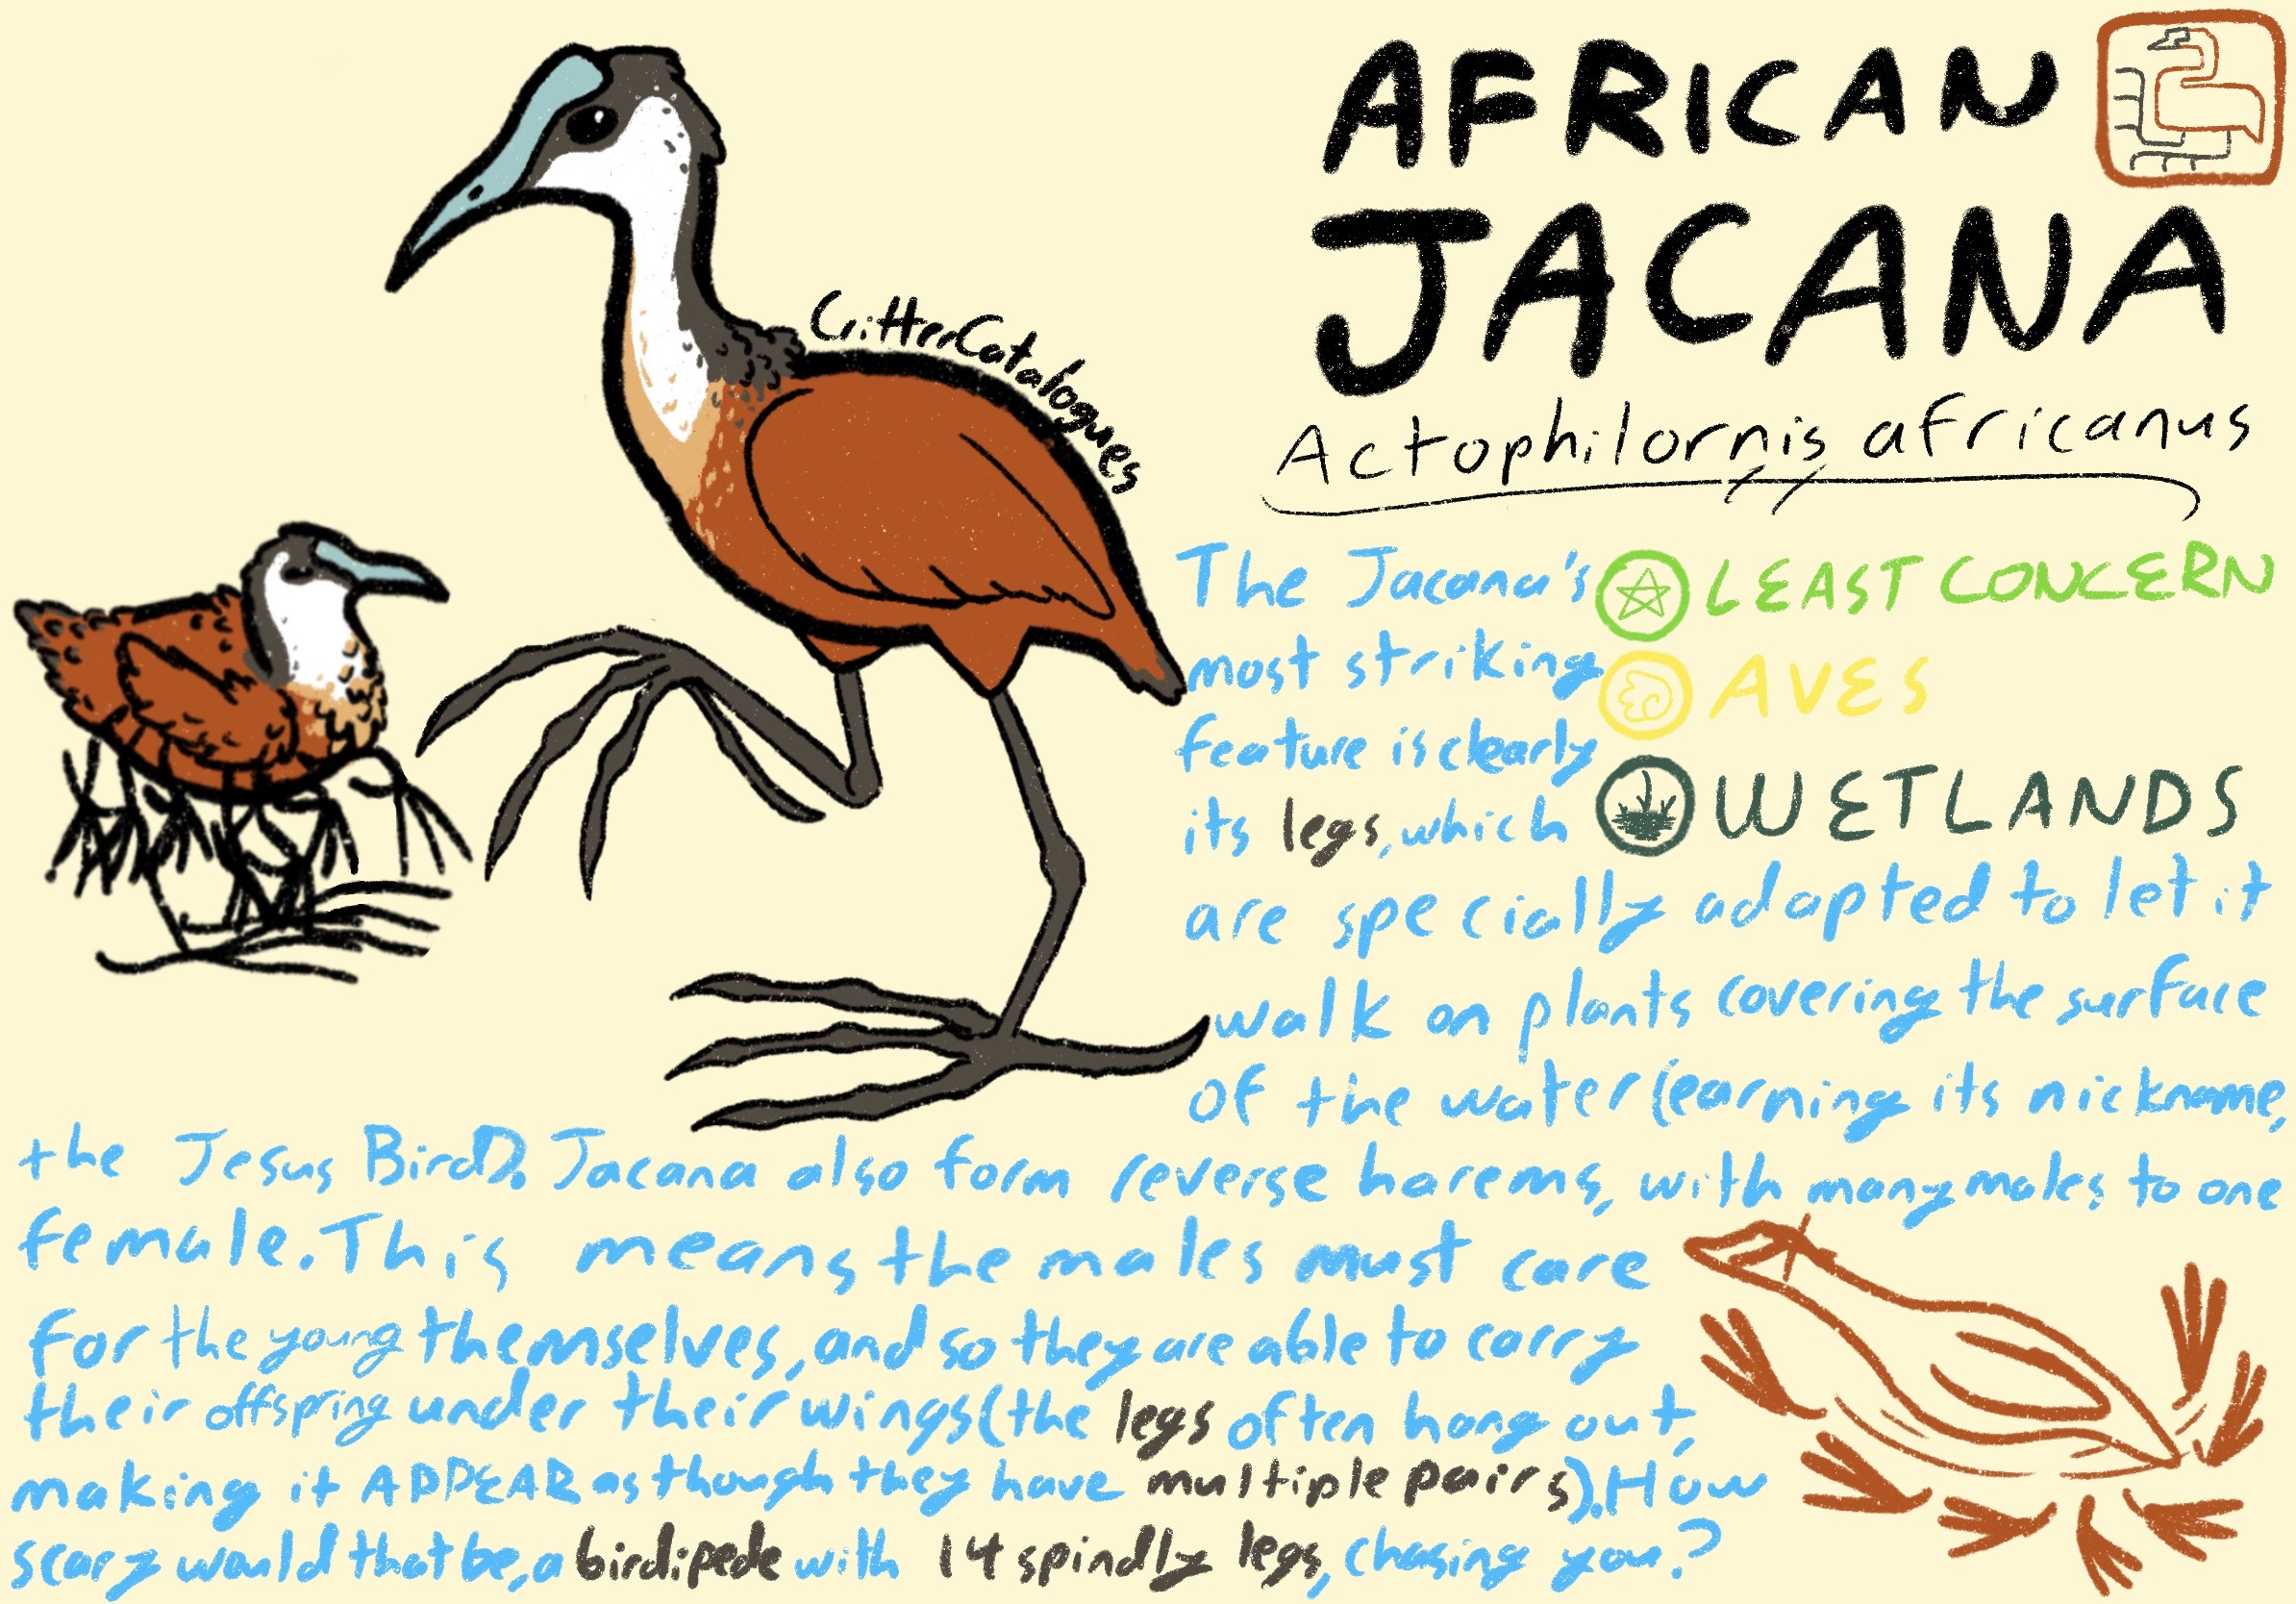 AFRICAN
JACANA
Actophilornis africanus
CritterCatalogues
LEAST CONCERN
AVES
WETLANDS
The Jacana's
most striking
feature is clearly
its legs, which
are specially adapted to let it
walk on plants covering the surface
of the water (earning its nickname,
the Jesus Bird). Jacana also form reverse harems, with many males to one
female. This means the males must care
for the young themselves, and so they are able to carry
their offspring under their wings (the legs often hang out,
making it APPEAR as though they have multiple pairs). How
scary would that be, a birdipede with 14 spindly legs, chasing you?